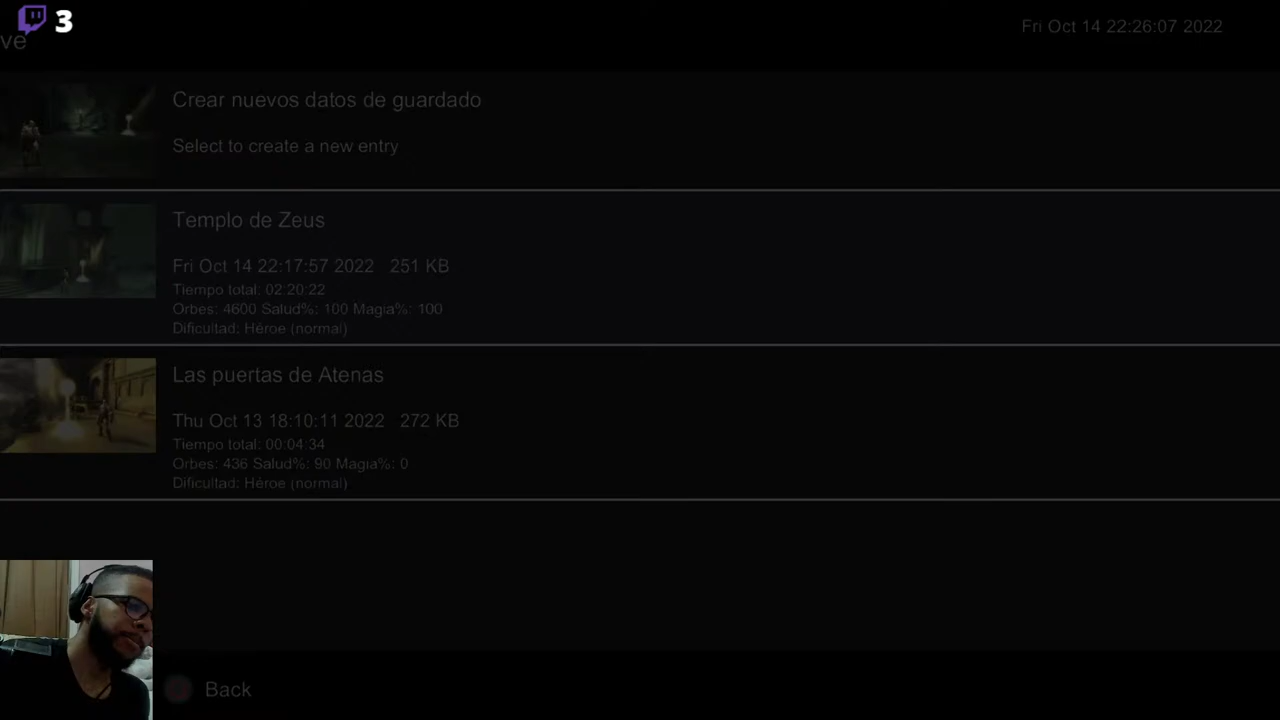 3
Fri Oct 14 22:26:07 2022
ve
Crear nuevos datos de guardado
Select to create a new entry
Templo de Zeus
Fri Oct 14 22:17:57 2022 251 KB
Tiempo total: 02:20:22
Orbes: 4600 Salud%: 100 Magia%: 100
Dificultad: Héroe (normal)
Las puertas de Atenas
Thu Oct 13 18:10:11 2022 272 KB
Tiempo total: 00:04:34
Orbes: 436 Salud%: 90 Magia%: 0
Dificultad: Héroe (normal)
Back